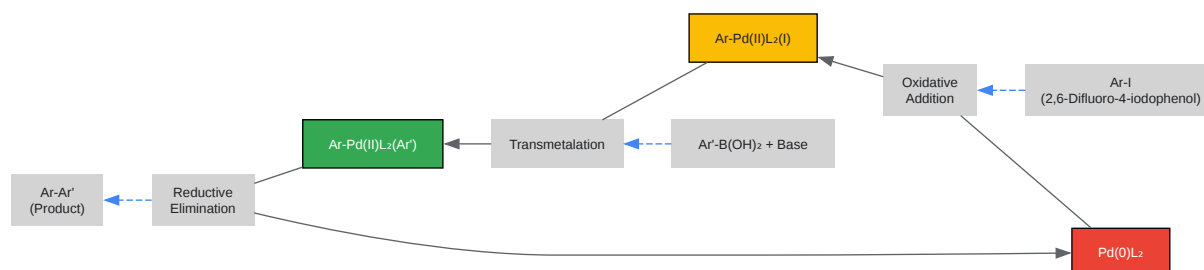 Ar-Pd(II)L₂(I)
Oxidative
Addition
Ar-I
(2,6-Difluoro-4-iodophenol)
Ar-Pd(II)L₂(Ar')
Transmetalation
Ar'-B(OH)₂ + Base
Ar-Ar'
(Product)
Reductive
Elimination
Pd(0)L₂